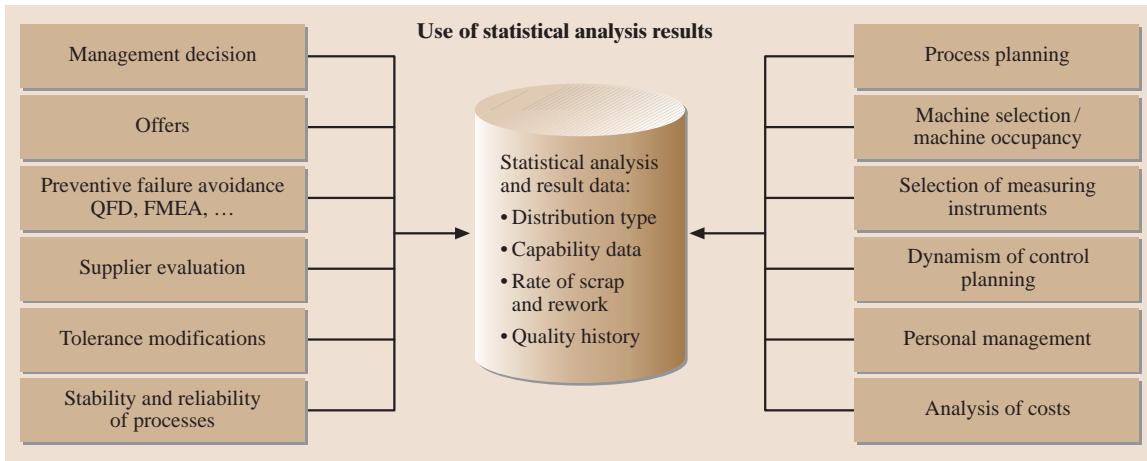 Use of statistical analysis results
Management decision
Offers
Preventive failure avoidance
QFD, FMEA, …
Supplier evaluation
Tolerance modifications
Stability and reliability
of processes
Statistical analysis
and result data:
• Distribution type
• Capability data
• Rate of scrap
and rework
• Quality history
Process planning
Machine selection /
machine occupancy
Selection of measuring
instruments
Dynamism of control
planning
Personal management
Analysis of costs